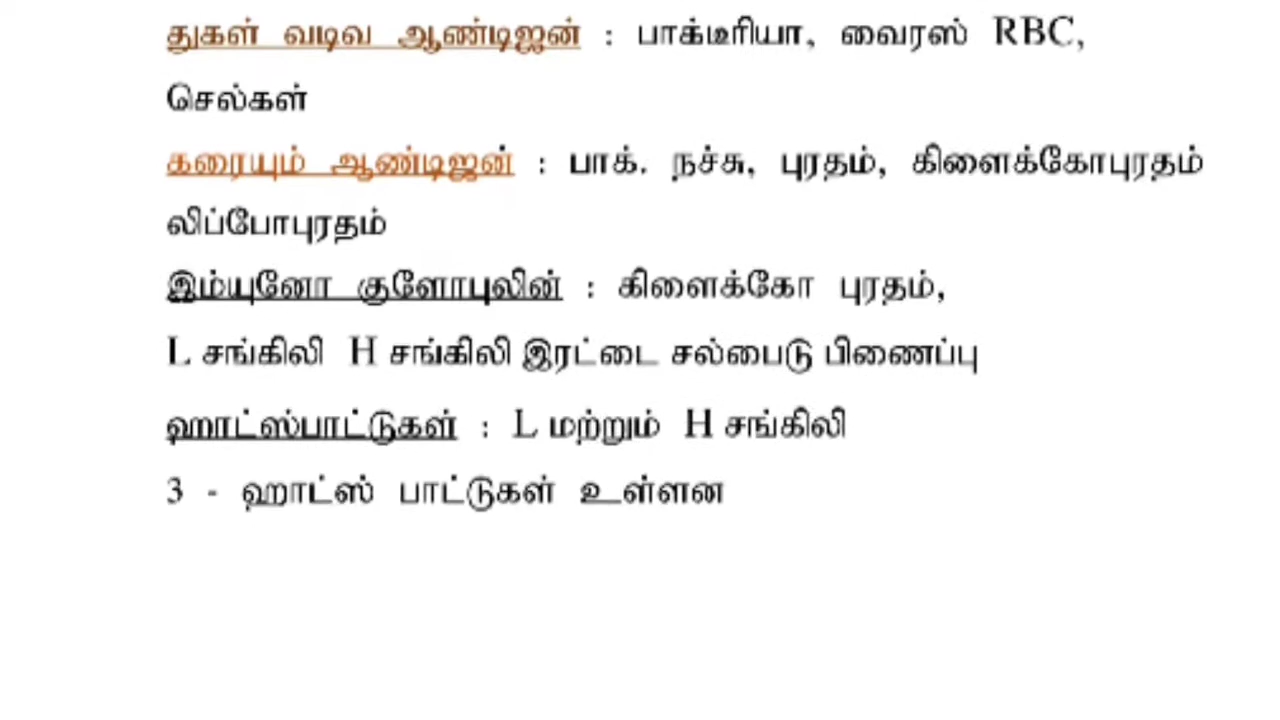 துகள் வடிவ ஆண்டிஜன் : பாக்டீரியா, வைரஸ் RBC,
செல்கள்
கரையும் ஆண்டிஜன் : பாக். நச்சு, புரதம், கிளைக்கோபுரதம்
லிப்போபுரதம்
இம்யுனோ குளோபுலின் : கிளைக்கோ புரதம்,
L சங்கிலி H சங்கிலி இரட்டை சல்பைடு பிணைப்பு
ஹாட்ஸ்பாட்டுகள் : L மற்றும் H சங்கிலி
3 - ஹாட்ஸ் பாட்டுகள் உள்ளன